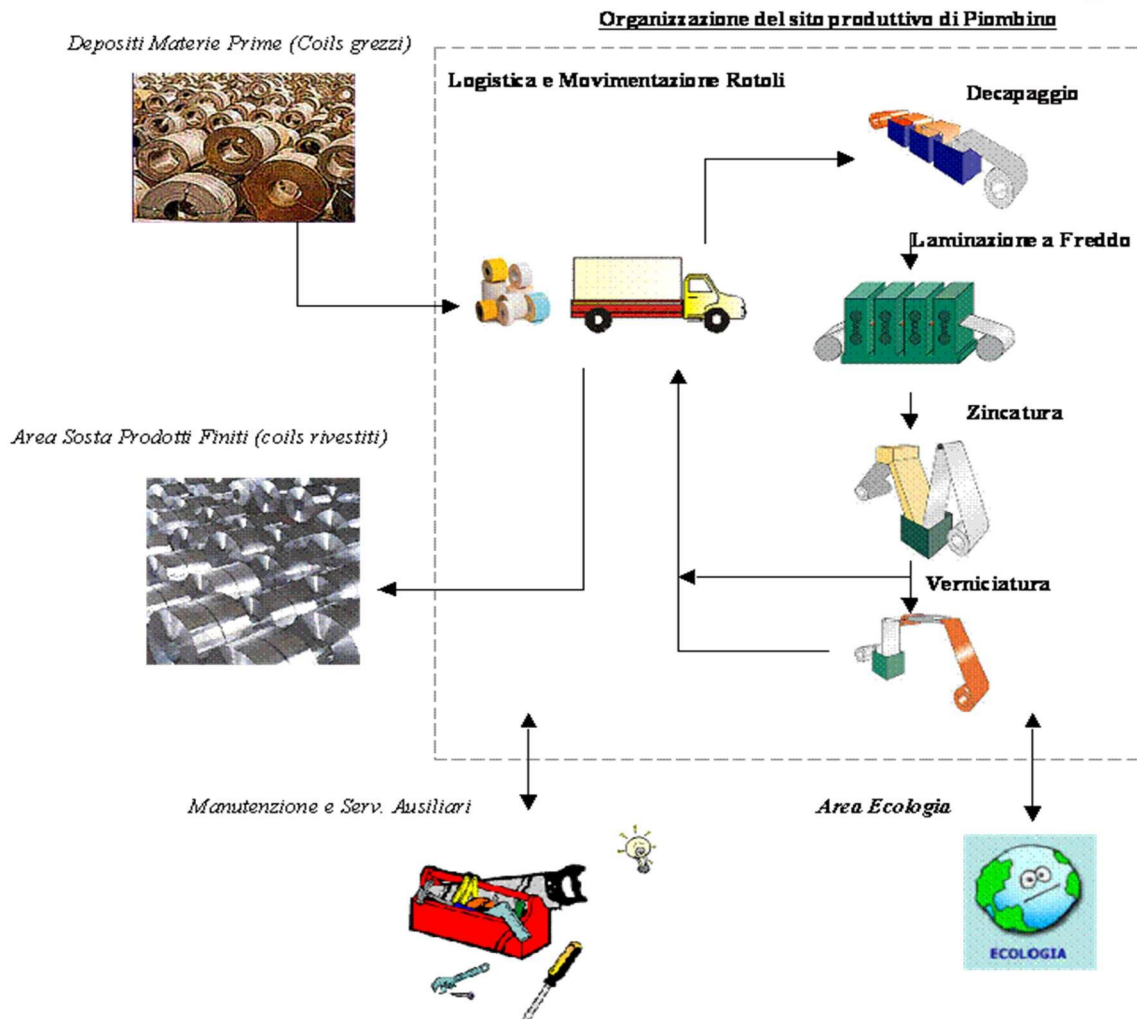 Organizzazione del sito produttivo di Piombino
Depositi Materie Prime (Coils grezzi)
Logistica e Movimentazione Rotoli
Decapaggio
Laminazione a Freddo
Zincatura
Area Sosta Prodotti Finiti (coils rivestiti)
Verniciatura
Manutenzione e Serv. Ausiliari
Area Ecologia
ECOLOGIA